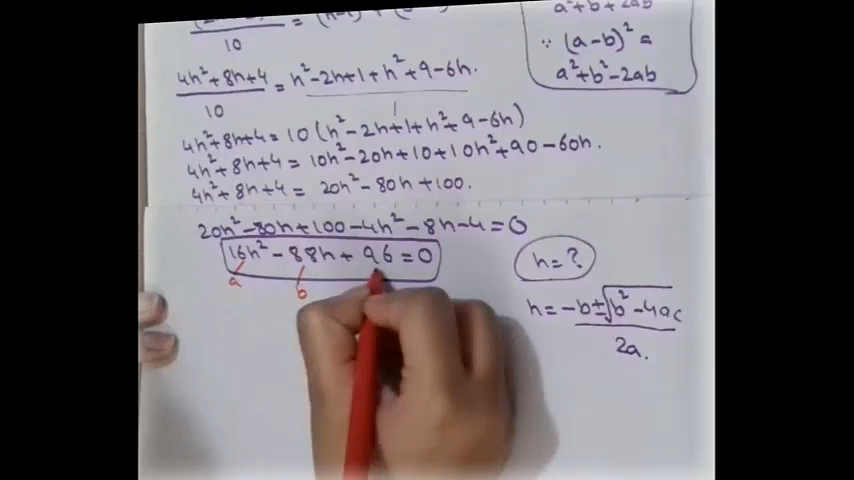 10
4h²+8h+4 = h²-2h+1+h²+9-6h.
10
4h²+8h+4 = 10(h²-2h+1+h²+9-6h)
4h²+8h+4 = 10h²-20h+10+10h²+90-60h.
4h²+8h+4 = 20h²-80h+100.
20h²-80h+100-4h²-8h-4=0
16h²-88h+96=0
a
b
a²+b+2ab
∵ (a-b)² =
a²+b²-2ab
h=?
h= -b±√b²-4ac
2a.